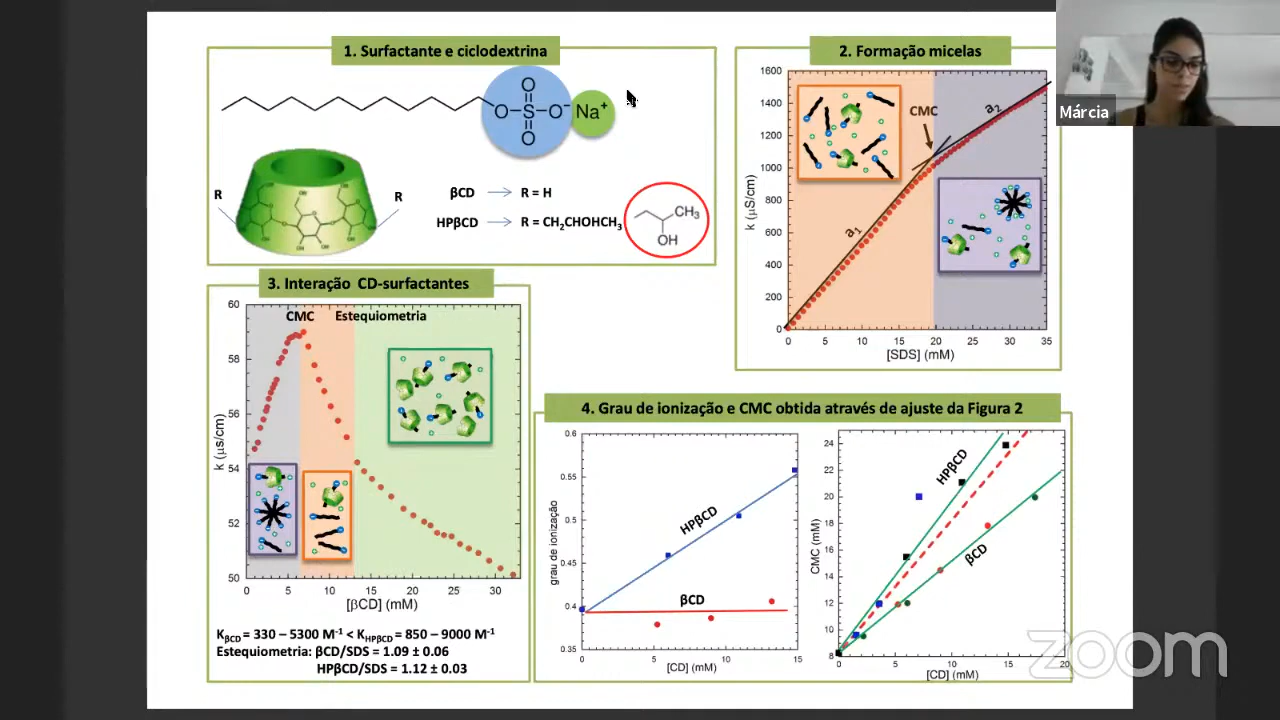 1. Surfactante e ciclodextrina
O
O S O⁻ Na⁺
O
R
R
βCD → R = H
HPβCD → R = CH₂CHOHCH₃
CH₃
OH
2. Formação micelas
1600
1400
1200
1000
800
600
400
200
0
k (μS/cm)
CMC
a₁
a₂
0 5 10 15 20 25 30 35
[SDS] (mM)
Márcia
3. Interação CD-surfactantes
60
58
56
54
52
50
k (μs/cm)
CMC Estequiometria
0 5 10 15 20 25 30
[βCD] (mM)
K βCD = 330 – 5300 M⁻¹ < K HPβCD = 850 – 9000 M⁻¹
Estequiometria: βCD/SDS = 1.09 ± 0.06
HPβCD/SDS = 1.12 ± 0.03
4. Grau de ionização e CMC obtida através de ajuste da Figura 2
0.6
0.55
0.5
0.45
0.4
0.35
grau de ionização
HPβCD
βCD
0 5 10 15
[CD] (mM)
24
22
20
18
16
14
12
10
8
CMC (mM)
HPβCD
βCD
0 5 10 15 20
[CD] (mM)
zoom